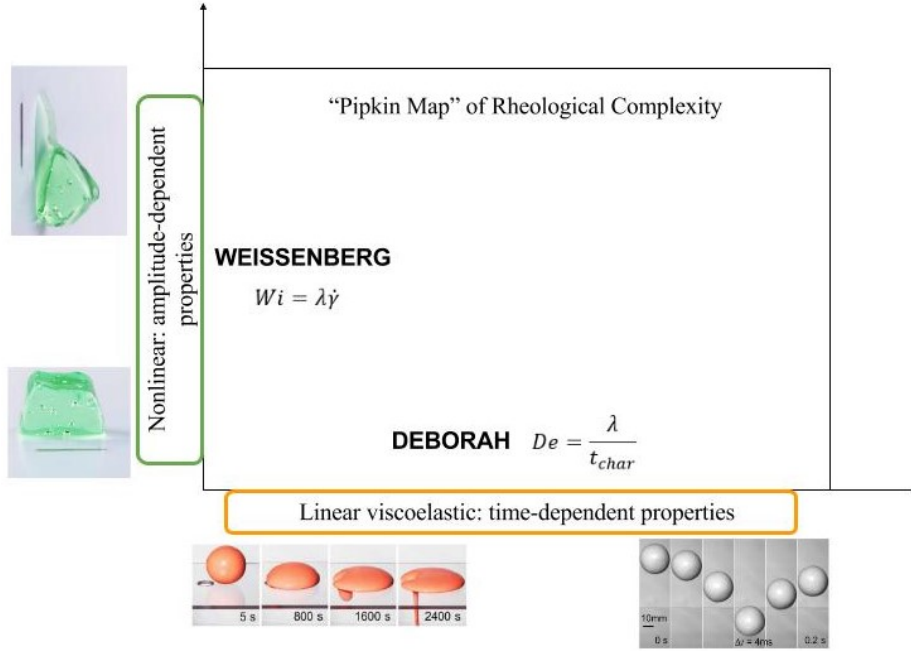 “Pipkin Map” of Rheological Complexity
Nonlinear: amplitude-dependent
properties
WEISSENBERG
Wi = λγ̇
DEBORAH De = λ / t_char
Linear viscoelastic: time-dependent properties
5 s 800 s 1600 s 2400 s
10mm
0 s Δt = 4ms 0.2 s